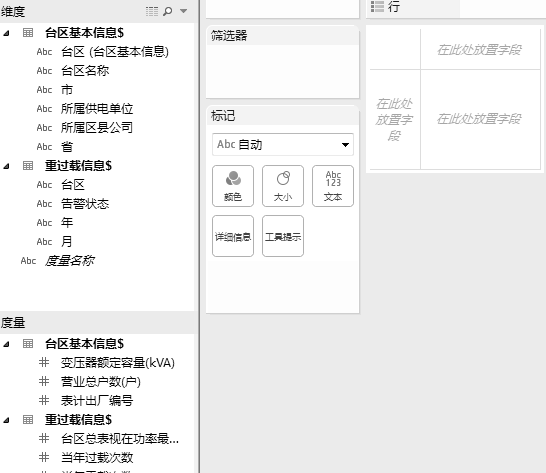 维度
台区基本信息$
Abc 台区 (台区基本信息)
Abc 台区名称
Abc 市
Abc 所属供电单位
Abc 所属区县公司
Abc 省
重过载信息$
Abc 台区
Abc 告警状态
Abc 年
Abc 月
Abc 度量名称
度量
台区基本信息$
# 变压器额定容量(kVA)
# 营业总户数(户)
# 表计出厂编号
重过载信息$
# 台区总表视在功率最...
# 当年过载次数
筛选器
标记
Abc 自动
颜色
大小
Abc
123
文本
详细信息
工具提示
行
在此处放置字段
在此处
放置字
段
在此处放置字段